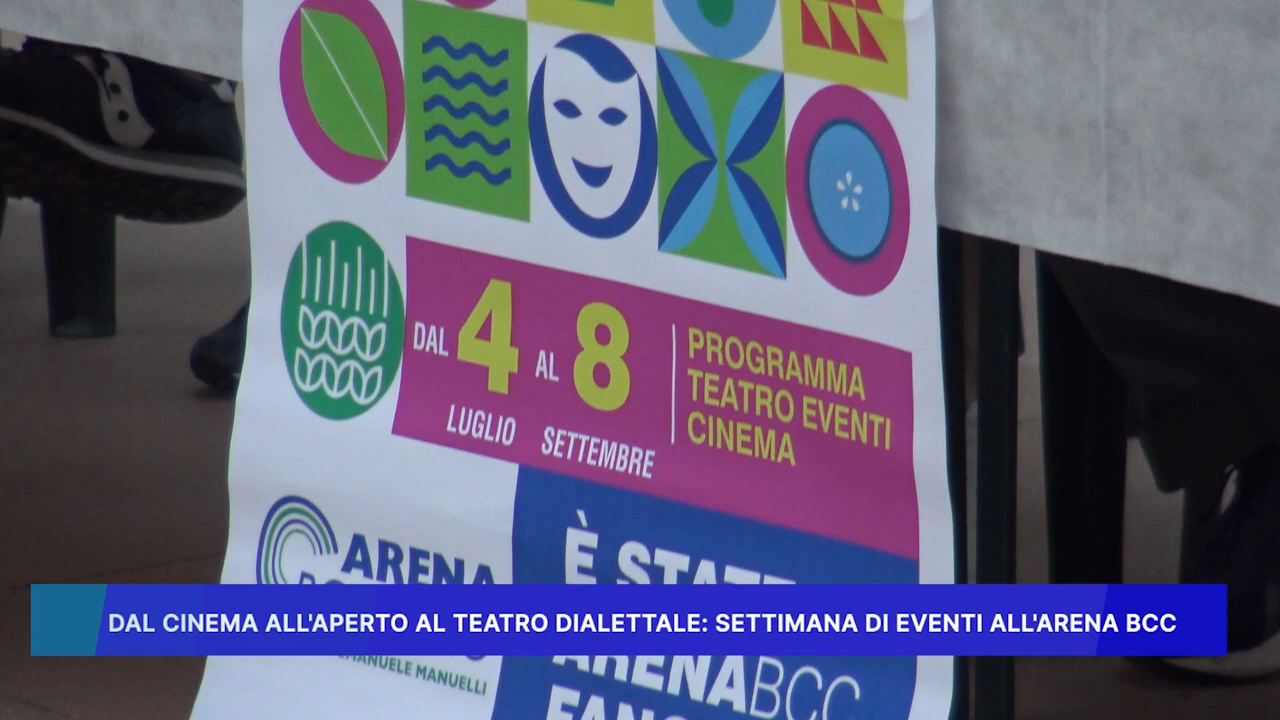 DAL 4 AL 8
LUGLIO SETTEMBRE
PROGRAMMA
TEATRO EVENTI
CINEMA
ARENA
È STATE
DAL CINEMA ALL'APERTO AL TEATRO DIALETTALE: SETTIMANA DI EVENTI ALL'ARENA BCC
EMANUELE MANUELLI
ARENABCC